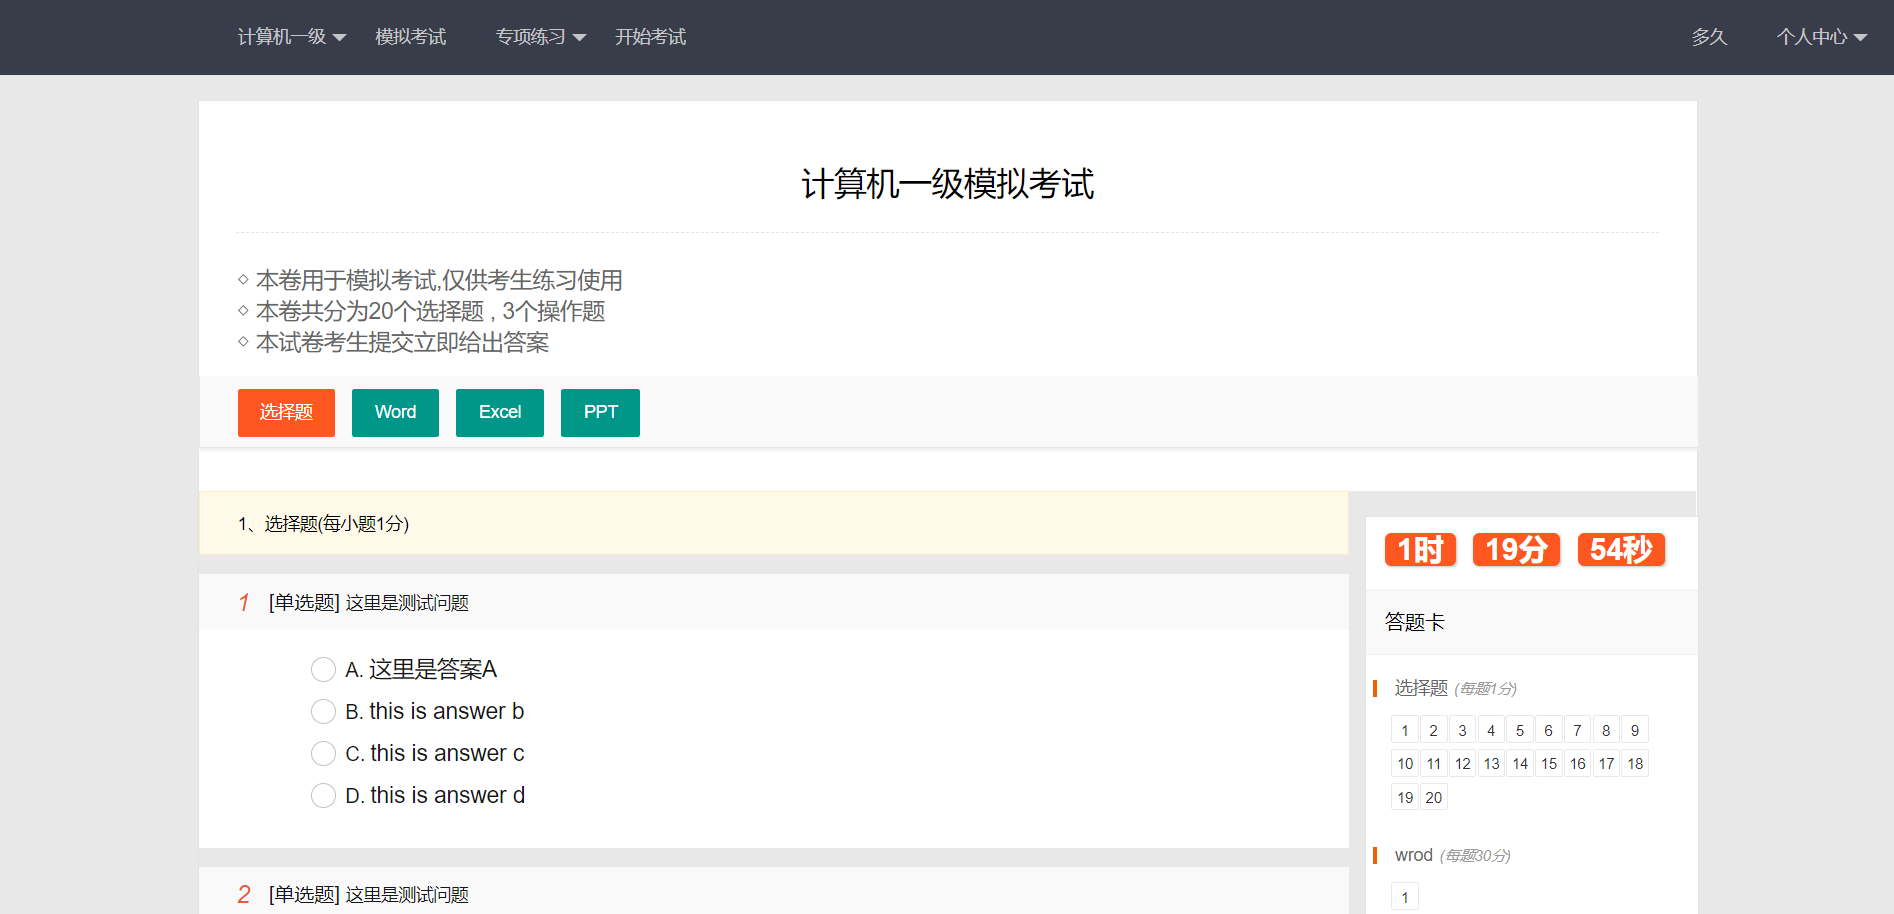 计算机一级 模拟考试 专项练习 开始考试 多久 个人中心
计算机一级模拟考试
本卷用于模拟考试,仅供考生练习使用
本卷共分为20个选择题 , 3个操作题
本试卷考生提交立即给出答案
选择题 Word Excel PPT
1、选择题(每小题1分)
1 [单选题] 这里是测试问题
A. 这里是答案A
B. this is answer b
C. this is answer c
D. this is answer d
2 [单选题] 这里是测试问题
1时 19分 54秒
答题卡
选择题 (每题1分)
1 2 3 4 5 6 7 8 9
10 11 12 13 14 15 16 17 18
19 20
wrod (每题30分)
1